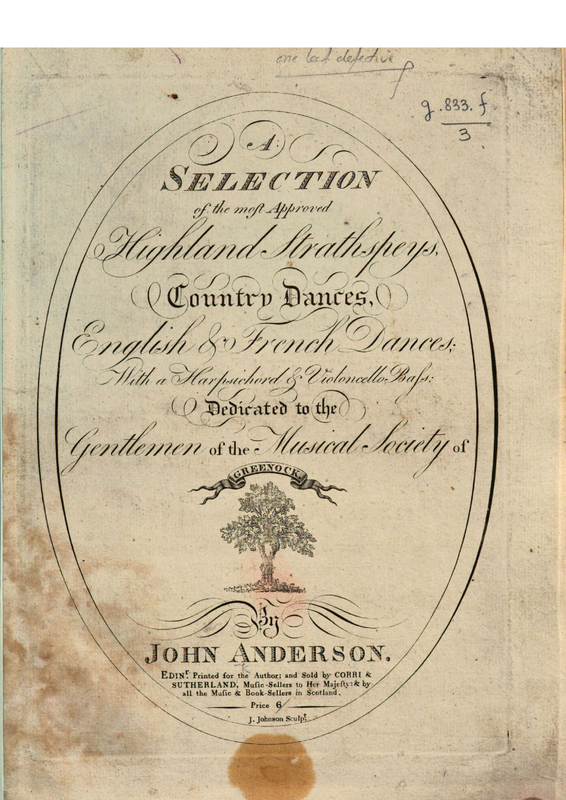 one leaf defective
g.833.f
3
A
SELECTION
of the moſt Approved
Highland Strathspeys,
Country Dances,
English & French Dances;
With a Harpsichord & Violoncello Baſs:
Dedicated to the
Gentlemen of the Musical Society of
GREENOCK
By
JOHN ANDERSON.
EDINR. Printed for the Author; and Sold by CORRI &
SUTHERLAND, Muſic-Sellers to Her Majeſty: & by
all the Muſic & Book-Sellers in Scotland.
Price 6/
J. Johnson Sculpt.